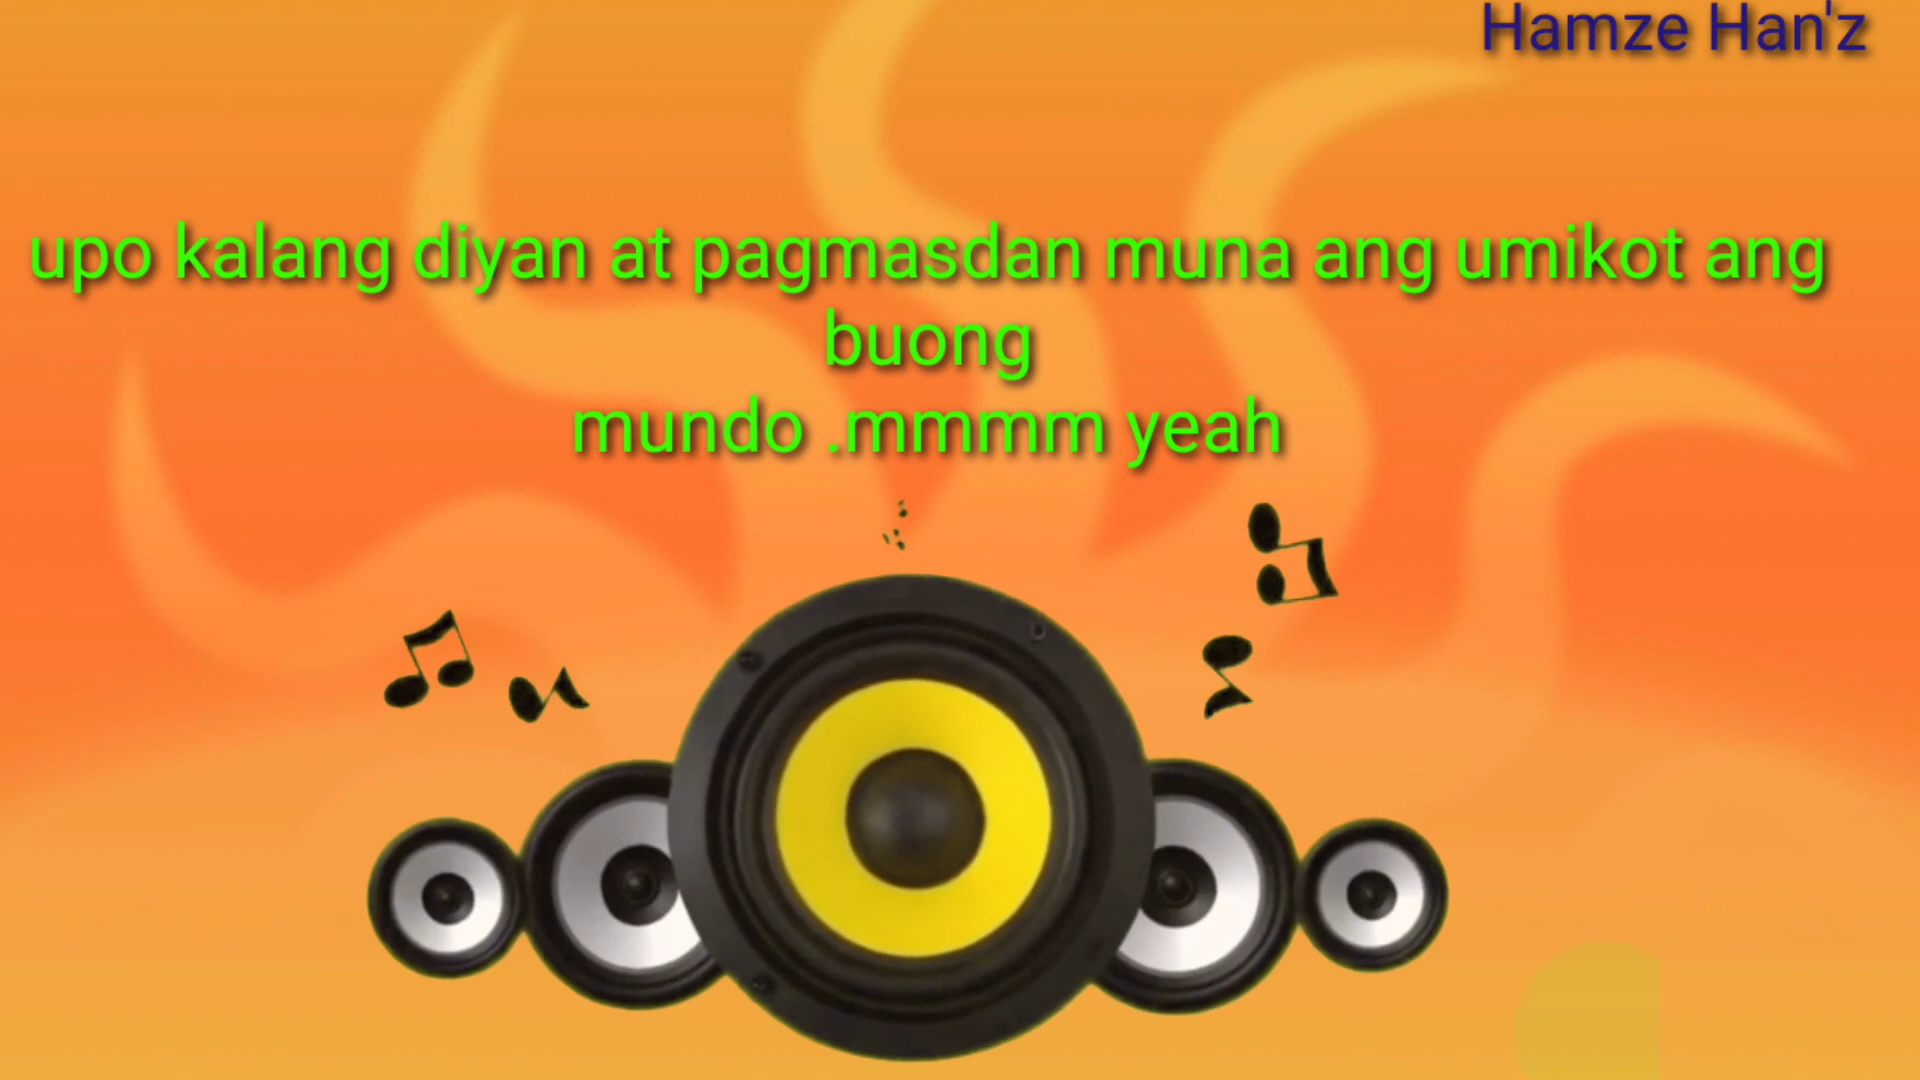 Hamze Han'z
upo kalang diyan at pagmasdan muna ang umikot ang
buong
mundo .mmmm yeah